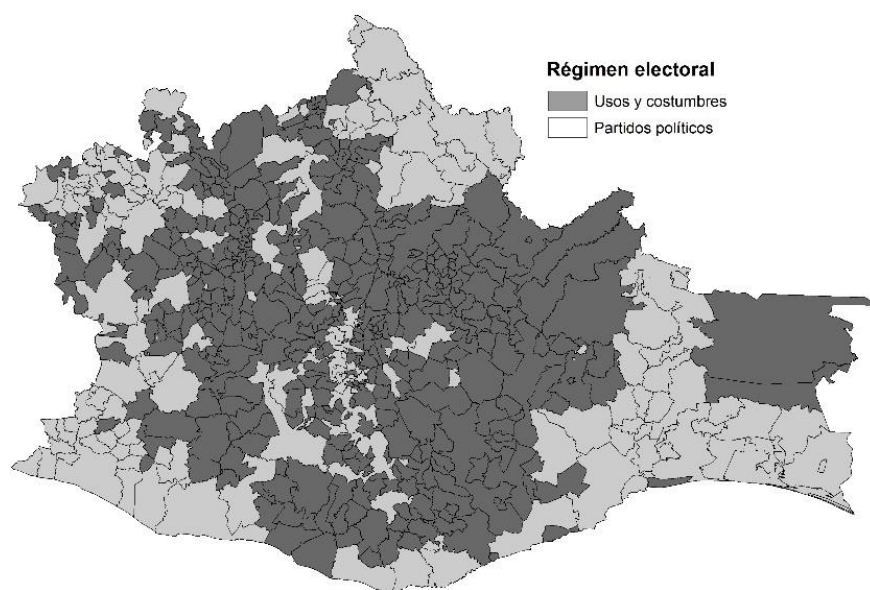 Régimen electoral
Usos y costumbres
Partidos políticos